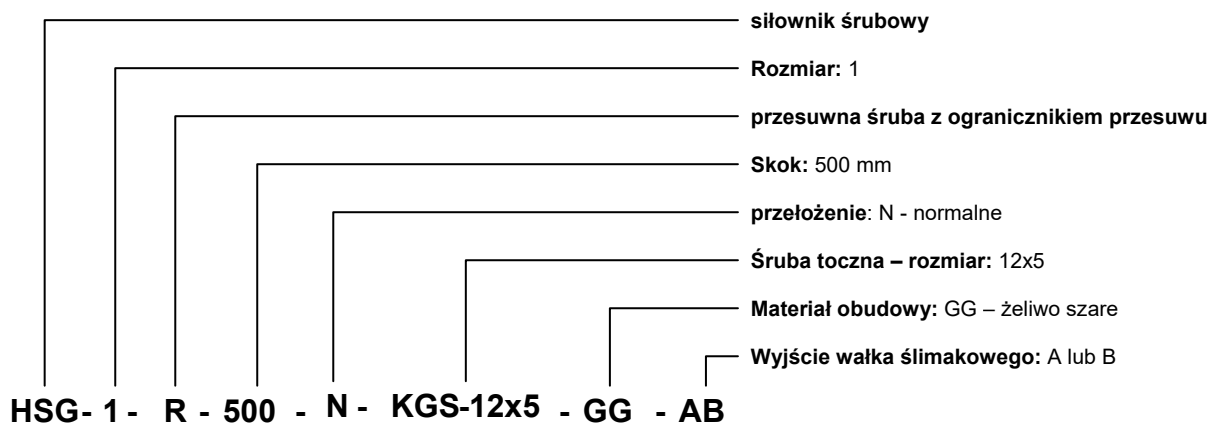 siłownik śrubowy
Rozmiar: 1
przesuwna śruba z ogranicznikiem przesuwu
Skok: 500 mm
przełożenie: N - normalne
Śruba toczna – rozmiar: 12x5
Materiał obudowy: GG – żeliwo szare
Wyjście wałka ślimakowego: A lub B
HSG- 1 - R - 500 - N - KGS-12x5 - GG - AB